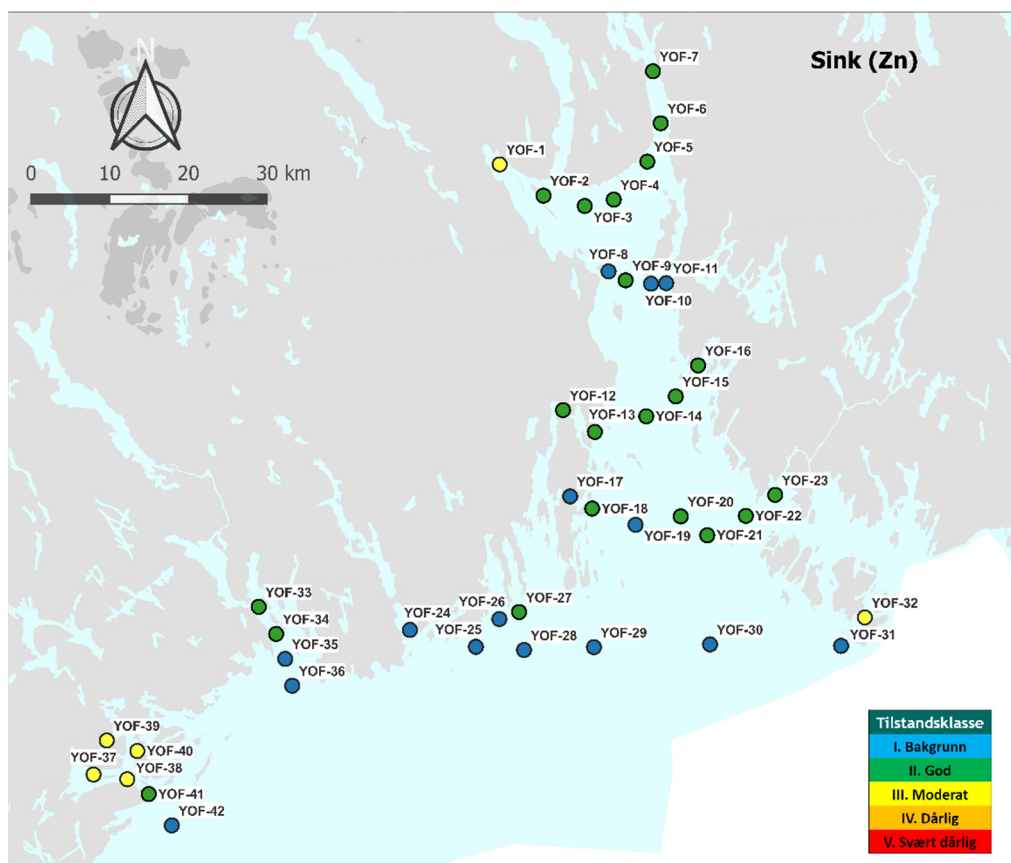 Sink (Zn)
N
0 10 20 30 km
YOF-7
YOF-6
YOF-1
YOF-5
YOF-2
YOF-4
YOF-3
YOF-8
YOF-9
YOF-11
YOF-10
YOF-16
YOF-15
YOF-12
YOF-13
YOF-14
YOF-17
YOF-23
YOF-18
YOF-20
YOF-22
YOF-19
YOF-21
YOF-33
YOF-24
YOF-26
YOF-27
YOF-32
YOF-34
YOF-25
YOF-28
YOF-29
YOF-30
YOF-31
YOF-35
YOF-36
YOF-39
YOF-40
YOF-37
YOF-38
YOF-41
YOF-42
Tilstandsklasse
I. Bakgrunn
II. God
III. Moderat
IV. Dårlig
V. Svært dårlig